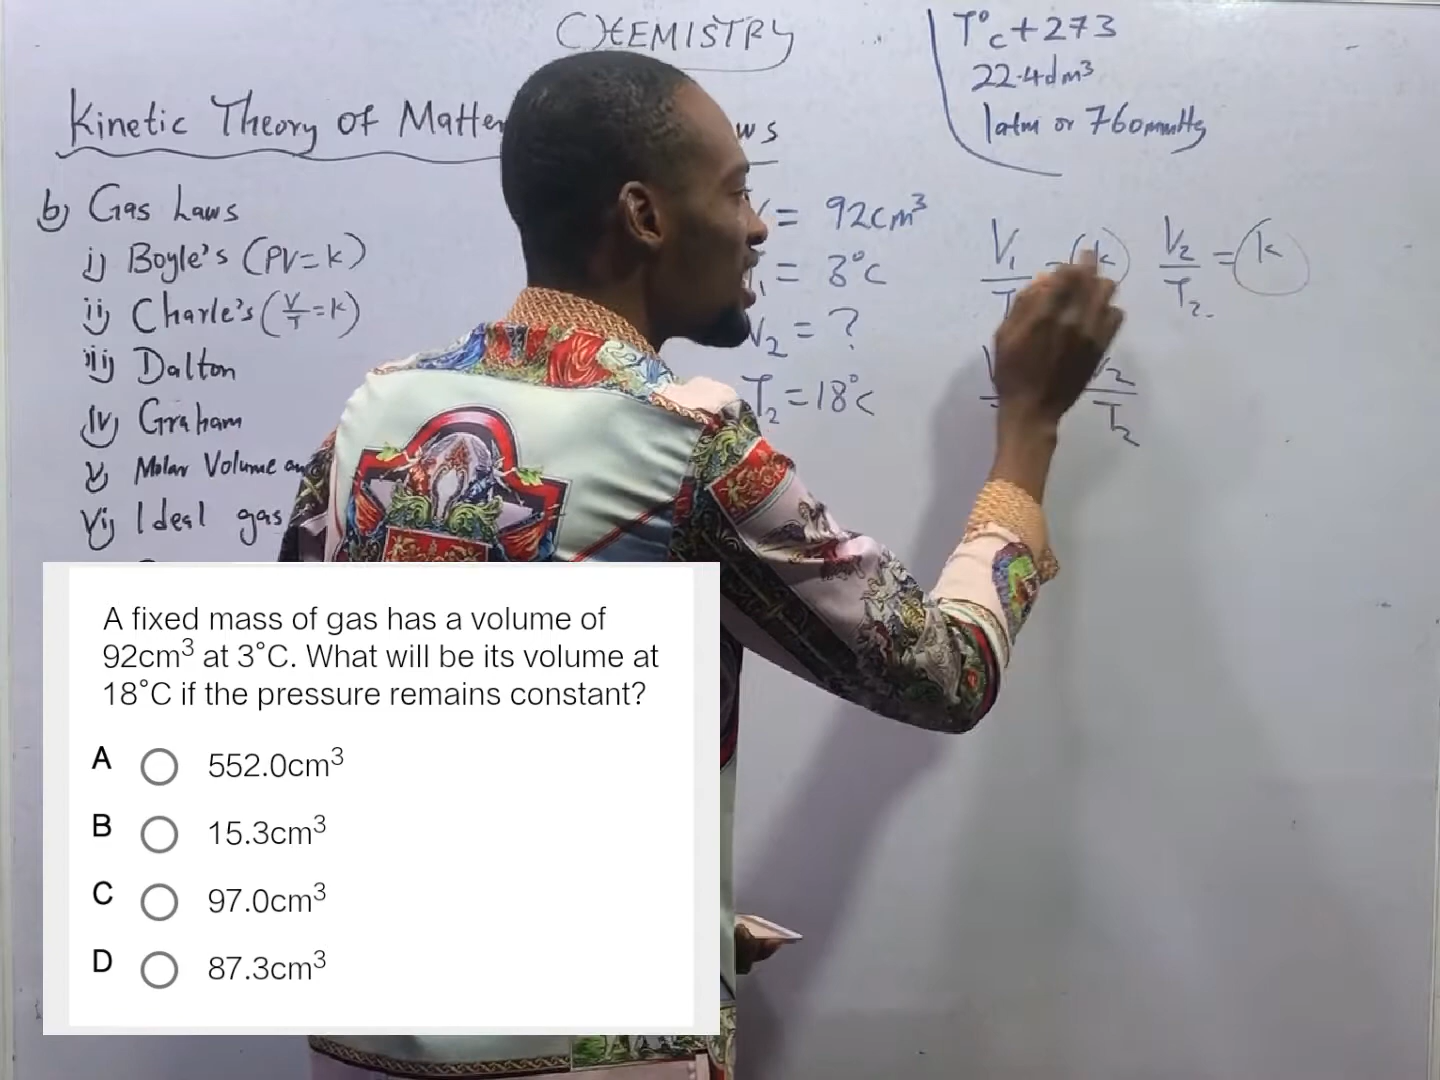 CHEMISTRY
T°c+273
22.4dm³
1atm or 760mmHg
Kinetic Theory of Matter
ws
b) Gas Laws
i) Boyle's (PV=k)
ii) Charle's (V/T=k)
iii) Dalton
iv) Graham
v) Molar Volume
vi) Ideal gas
= 92cm³
= 3°c
V₂ = ?
T₂ = 18°c
V₁/T = k V₂/T₂ = k
V₂/T₂
A fixed mass of gas has a volume of
92cm³ at 3°C. What will be its volume at
18°C if the pressure remains constant?
A 552.0cm³
B 15.3cm³
C 97.0cm³
D 87.3cm³